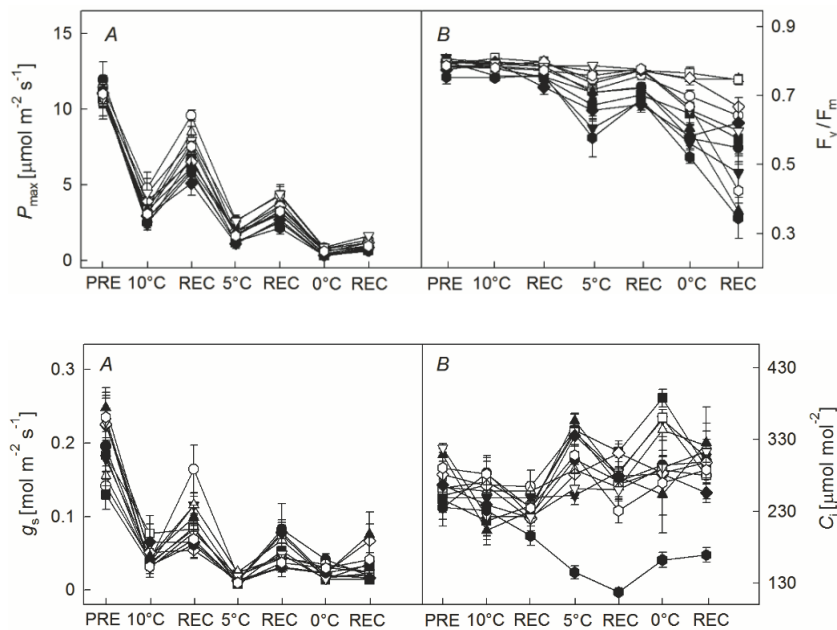 A
B
15
10
5
0
Pmax [µmol m⁻² s⁻¹]
0.9
0.7
0.5
0.3
Fv/Fm
PRE 10°C REC 5°C REC 0°C REC
PRE 10°C REC 5°C REC 0°C REC
A
B
0.3
0.2
0.1
0
gs [mol m⁻² s⁻¹]
430
330
230
130
Ci [µmol mol⁻¹]
PRE 10°C REC 5°C REC 0°C REC
PRE 10°C REC 5°C REC 0°C REC